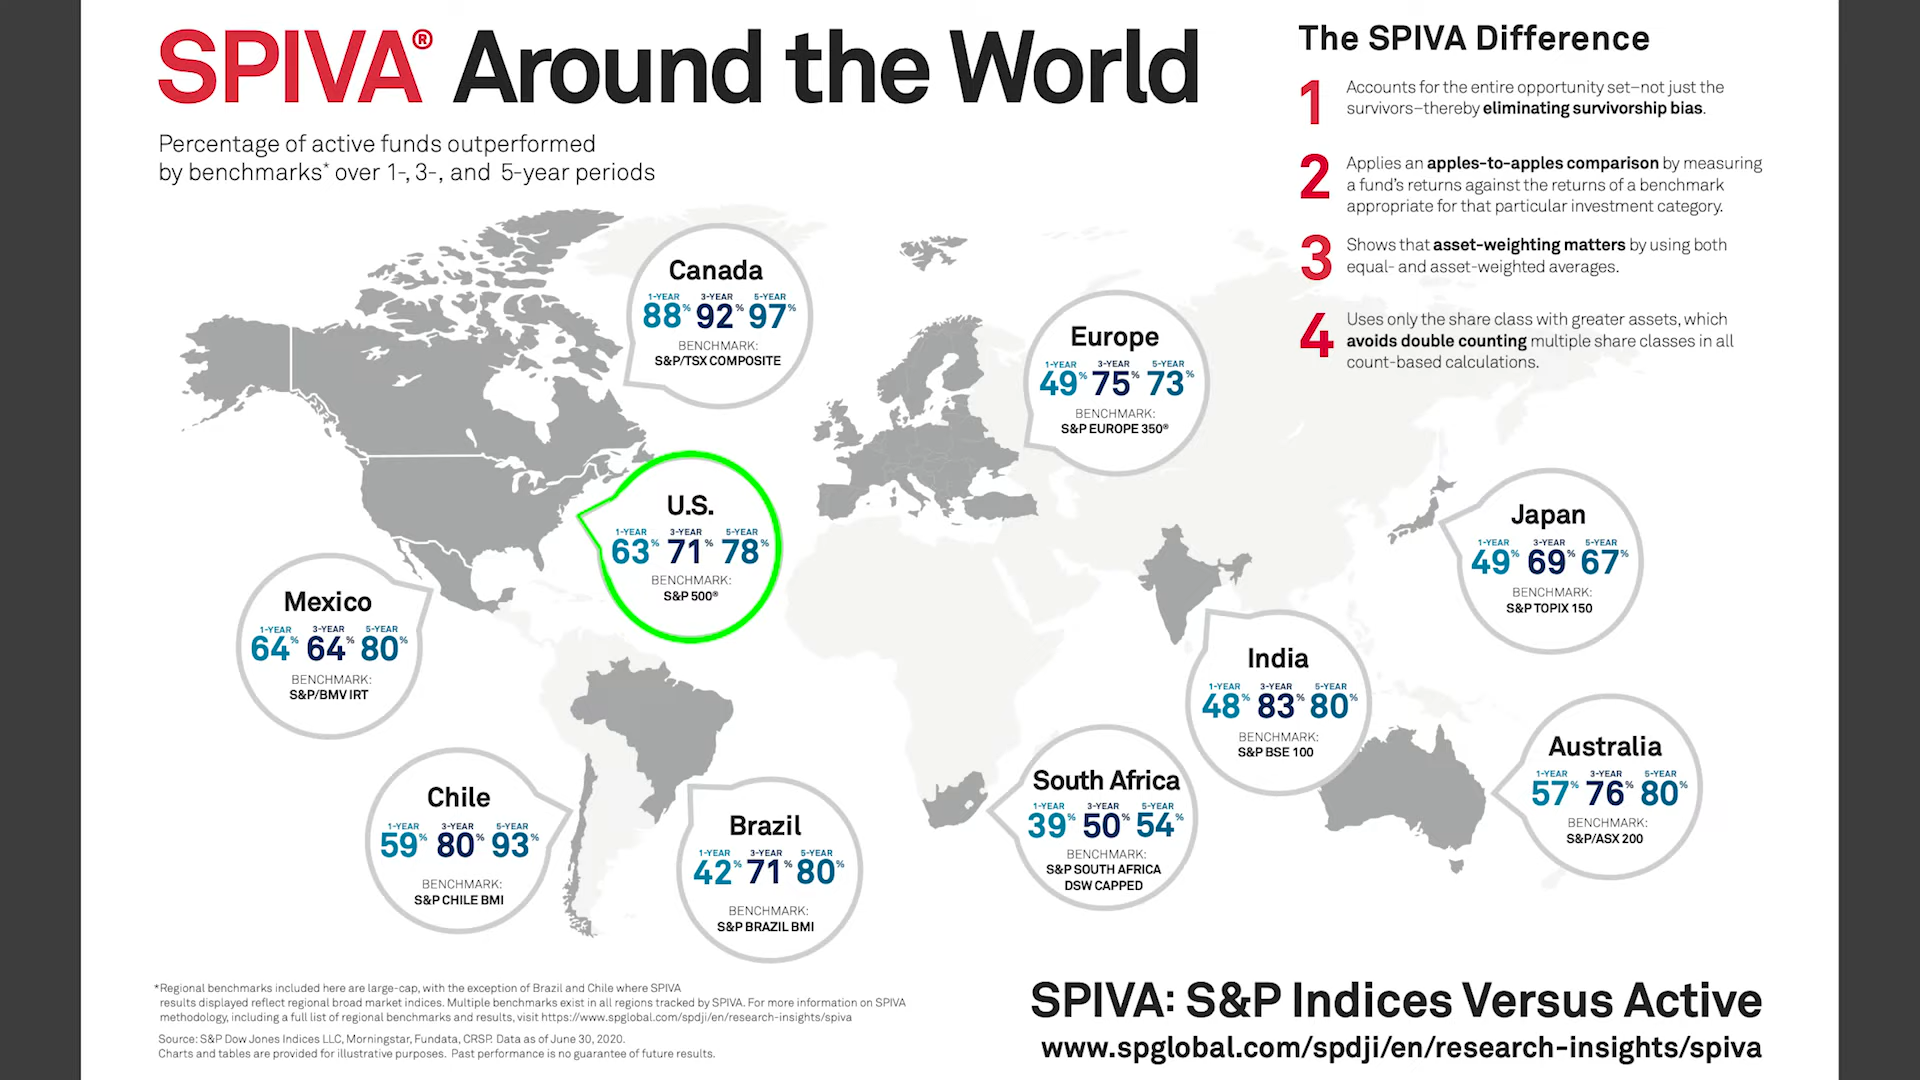 SPIVA® Around the World
Percentage of active funds outperformed
by benchmarks* over 1-, 3-, and 5-year periods
The SPIVA Difference
1
Accounts for the entire opportunity set–not just the
survivors–thereby eliminating survivorship bias.
2
Applies an apples-to-apples comparison by measuring
a fund's returns against the returns of a benchmark
appropriate for that particular investment category.
3
Shows that asset-weighting matters by using both
equal- and asset-weighted averages.
4
Uses only the share class with greater assets, which
avoids double counting multiple share classes in all
count-based calculations.
Canada
1-YEAR 3-YEAR 5-YEAR
88% 92% 97%
BENCHMARK:
S&P/TSX COMPOSITE
Europe
1-YEAR 3-YEAR 5-YEAR
49% 75% 73%
BENCHMARK:
S&P EUROPE 350®
U.S.
1-YEAR 3-YEAR 5-YEAR
63% 71% 78%
BENCHMARK:
S&P 500®
Japan
1-YEAR 3-YEAR 5-YEAR
49% 69% 67%
BENCHMARK:
S&P TOPIX 150
Mexico
1-YEAR 3-YEAR 5-YEAR
64% 64% 80%
BENCHMARK:
S&P/BMV IRT
India
1-YEAR 3-YEAR 5-YEAR
48% 83% 80%
BENCHMARK:
S&P BSE 100
Australia
1-YEAR 3-YEAR 5-YEAR
57% 76% 80%
BENCHMARK:
S&P/ASX 200
Chile
1-YEAR 3-YEAR 5-YEAR
59% 80% 93%
BENCHMARK:
S&P CHILE BMI
Brazil
1-YEAR 3-YEAR 5-YEAR
42% 71% 80%
BENCHMARK:
S&P BRAZIL BMI
South Africa
1-YEAR 3-YEAR 5-YEAR
39% 50% 54%
BENCHMARK:
S&P SOUTH AFRICA
DSW CAPPED
*Regional benchmarks included here are large-cap, with the exception of Brazil and Chile where SPIVA
results displayed reflect regional broad market indices. Multiple benchmarks exist in all regions tracked by SPIVA. For more information on SPIVA
methodology, including a full list of regional benchmarks and results, visit https://www.spglobal.com/spdji/en/research-insights/spiva
Source: S&P Dow Jones Indices LLC, Morningstar, Fundata, CRSP. Data as of June 30, 2020.
Charts and tables are provided for illustrative purposes. Past performance is no guarantee of future results.
SPIVA: S&P Indices Versus Active
www.spglobal.com/spdji/en/research-insights/spiva